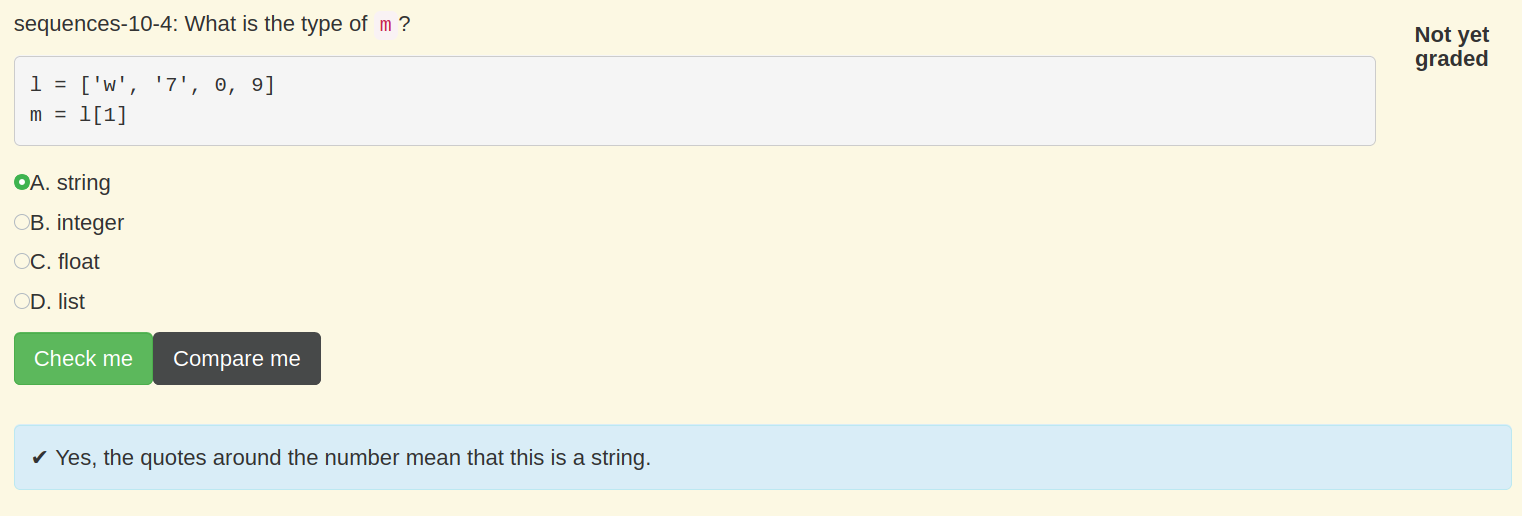 sequences-10-4: What is the type of m?
Not yet
graded
l = ['w', '7', 0, 9]
m = l[1]
A. string
B. integer
C. float
D. list
Check me
Compare me
✔ Yes, the quotes around the number mean that this is a string.